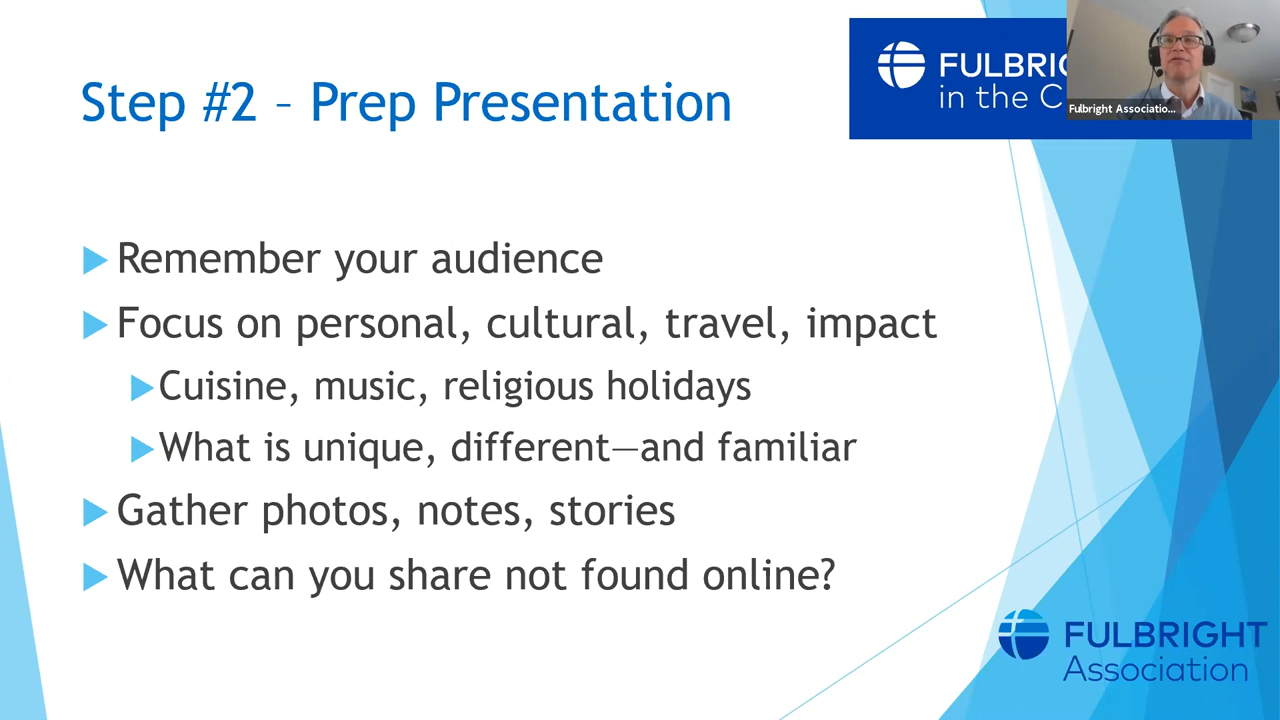 Step #2 – Prep Presentation
FULBRI
in the C
Fulbright Associatio...
Remember your audience
Focus on personal, cultural, travel, impact
Cuisine, music, religious holidays
What is unique, different—and familiar
Gather photos, notes, stories
What can you share not found online?
FULBRIGHT
Association